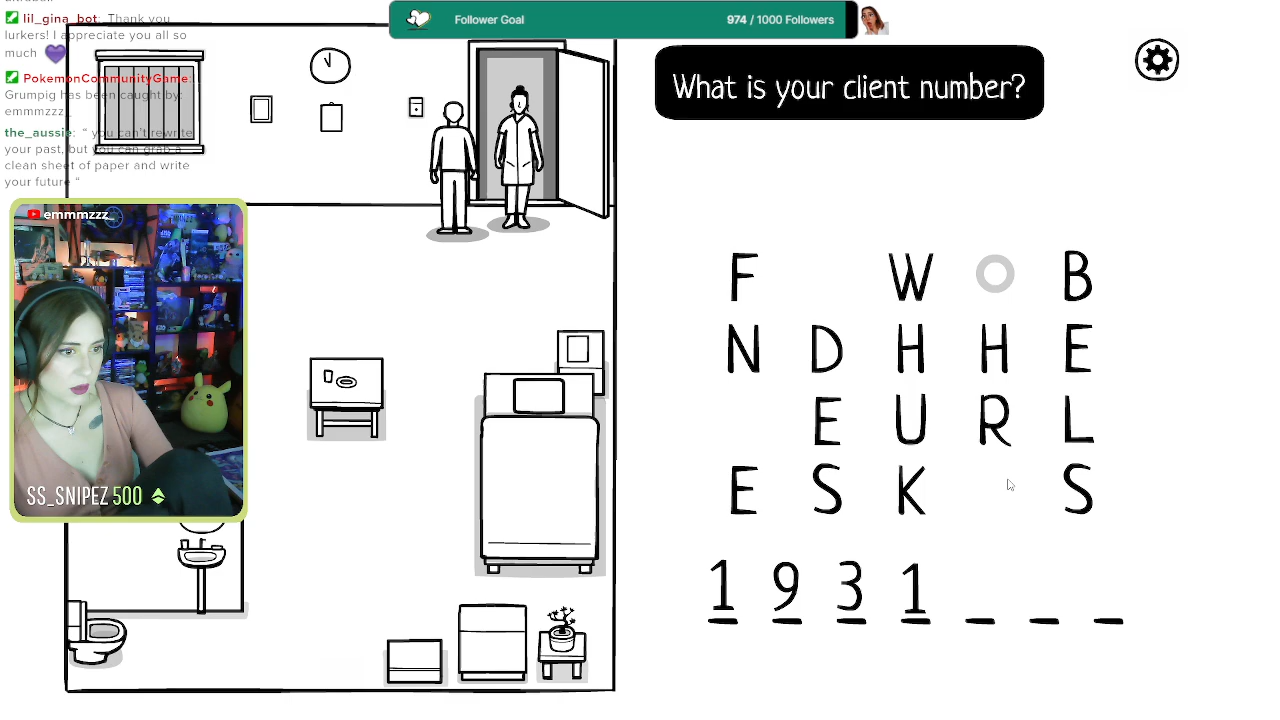 lil_gina_bot: Thank you
lurkers! I appreciate you all so
much
PokemonCommunityGame:
Grumpig has been caught by:
emmmzzz_
the_aussie: “ you can't rewrite
your past, but you can grab a
clean sheet of paper and write
your future “
Follower Goal
974 / 1000 Followers
What is your client number?
emmmzzz_
SS_SNIPEZ 500
F W O B
N D H H E
E U R L
E S K S
1 9 3 1 _ _ _